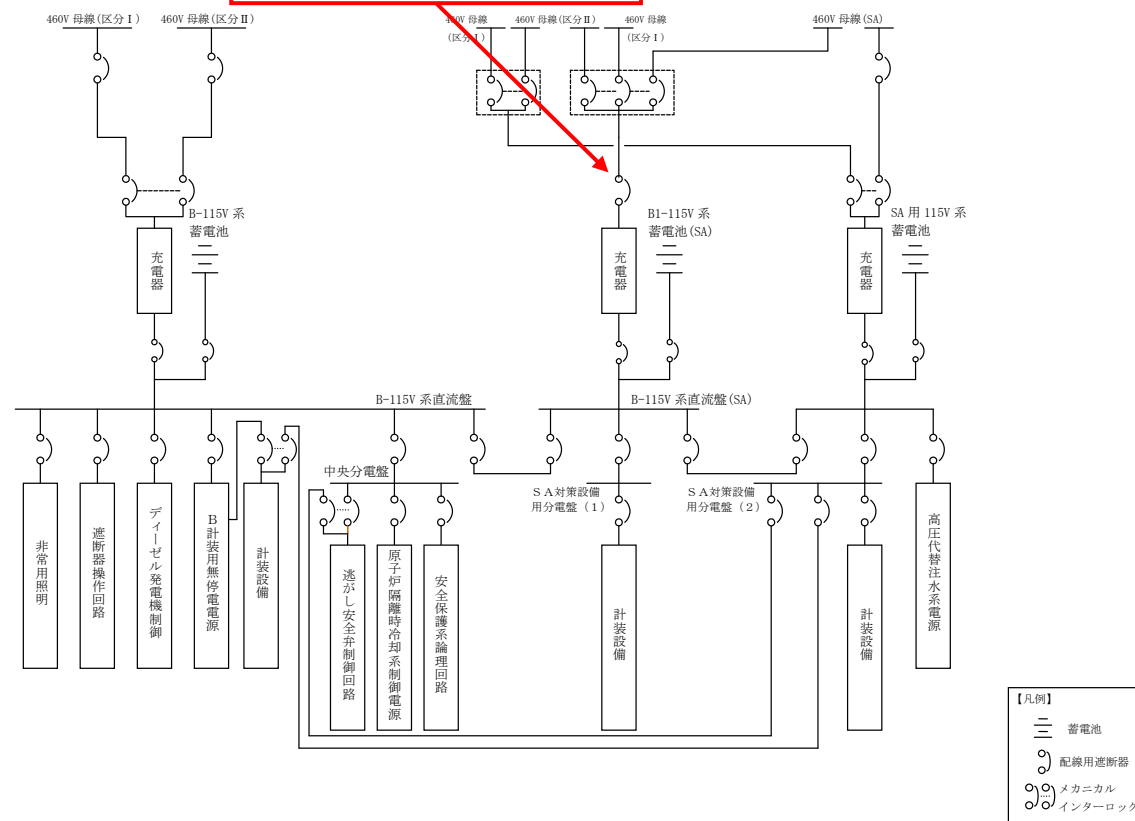 460V 母線(区分Ⅰ)
460V 母線(区分Ⅱ)
460V 母線
(区分Ⅰ)
460V 母線(区分Ⅱ)
460V 母線
(区分Ⅰ)
460V 母線(SA)
B-115V 系
蓄電池
B1-115V 系
蓄電池(SA)
SA 用 115V 系
蓄電池
充電器
充電器
充電器
B-115V 系直流盤
B-115V 系直流盤(SA)
中央分電盤
ＳＡ対策設備
用分電盤（1）
ＳＡ対策設備
用分電盤（2）
非常用照明
遮断器操作回路
ディーゼル発電機制御
Ｂ計装用無停電電源
計装設備
逃がし安全弁制御回路
原子炉隔離時冷却系制御電源
安全保護系論理回路
計装設備
計装設備
高圧代替注水系電源
【凡例】
蓄電池
配線用遮断器
メカニカル
インターロック